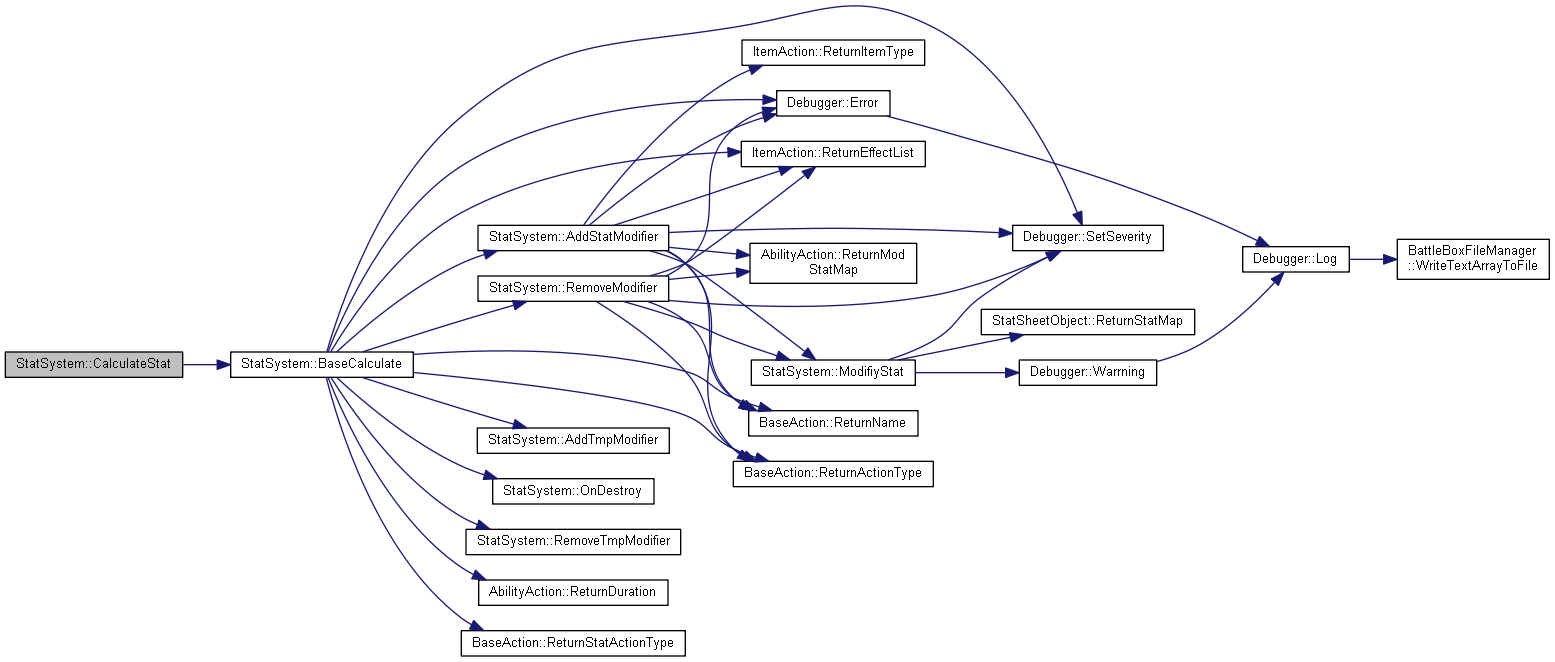 StatSystem::CalculateStat
StatSystem::BaseCalculate
StatSystem::AddStatModifier
StatSystem::RemoveModifier
StatSystem::AddTmpModifier
StatSystem::OnDestroy
StatSystem::RemoveTmpModifier
AbilityAction::ReturnDuration
BaseAction::ReturnStatActionType
ItemAction::ReturnItemType
Debugger::Error
ItemAction::ReturnEffectList
AbilityAction::ReturnMod
StatMap
StatSystem::ModifiyStat
BaseAction::ReturnName
BaseAction::ReturnActionType
Debugger::SetSeverity
StatSheetObject::ReturnStatMap
Debugger::Warrning
Debugger::Log
BattleBoxFileManager
::WriteTextArrayToFile